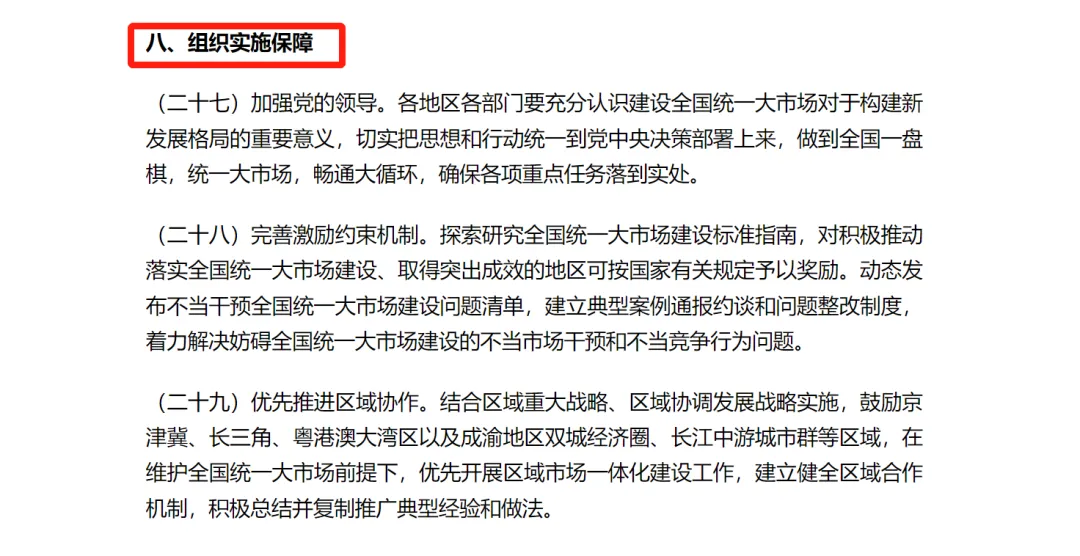 八、组织实施保障
（二十七）加强党的领导。各地区各部门要充分认识建设全国统一大市场对于构建新
发展格局的重要意义，切实把思想和行动统一到党中央决策部署上来，做到全国一盘
棋，统一大市场，畅通大循环，确保各项重点任务落到实处。
（二十八）完善激励约束机制。探索研究全国统一大市场建设标准指南，对积极推动
落实全国统一大市场建设、取得突出成效的地区可按国家有关规定予以奖励。动态发
布不当干预全国统一大市场建设问题清单，建立典型案例通报约谈和问题整改制度，
着力解决妨碍全国统一大市场建设的不当市场干预和不当竞争行为问题。
（二十九）优先推进区域协作。结合区域重大战略、区域协调发展战略实施，鼓励京
津冀、长三角、粤港澳大湾区以及成渝地区双城经济圈、长江中游城市群等区域，在
维护全国统一大市场前提下，优先开展区域市场一体化建设工作，建立健全区域合作
机制，积极总结并复制推广典型经验和做法。